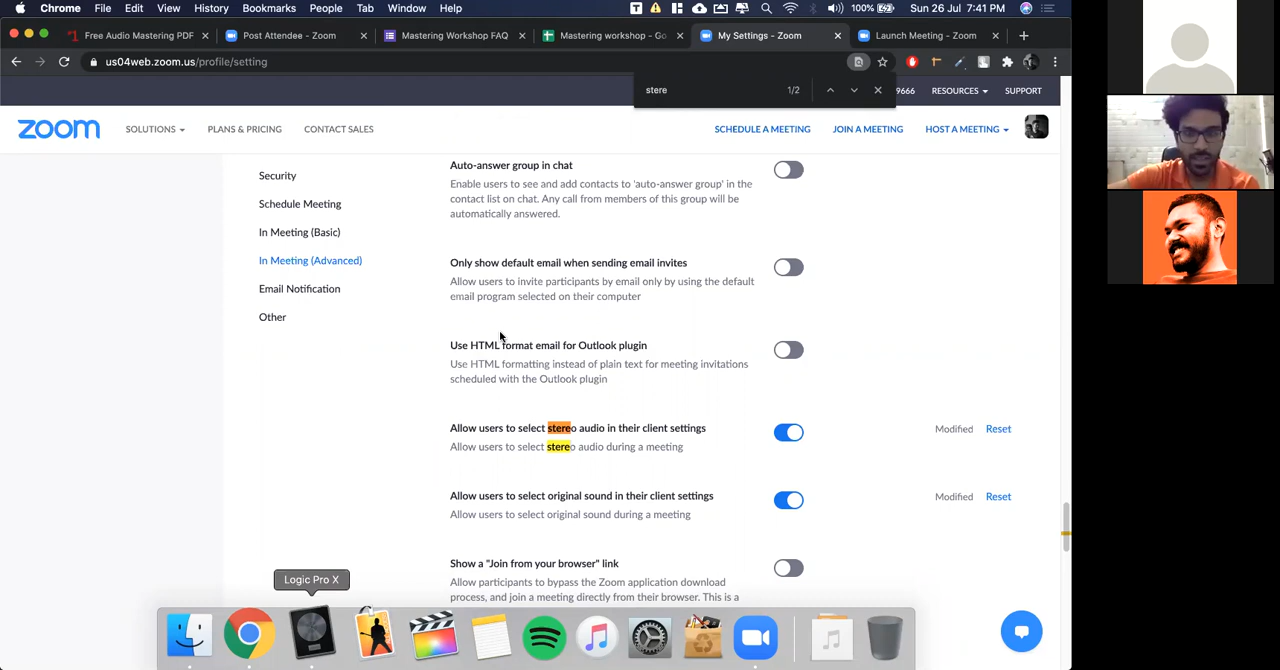 Chrome File Edit View History Bookmarks People Tab Window Help 100% Sun 26 Jul 7:41 PM
Free Audio Mastering PDF Post Attendee - Zoom Mastering Workshop FAQ Mastering workshop - Go My Settings - Zoom Launch Meeting - Zoom
us04web.zoom.us/profile/setting
stere 1/2
9666 RESOURCES SUPPORT
zoom SOLUTIONS PLANS & PRICING CONTACT SALES SCHEDULE A MEETING JOIN A MEETING HOST A MEETING
Security
Schedule Meeting
In Meeting (Basic)
In Meeting (Advanced)
Email Notification
Other
Auto-answer group in chat
Enable users to see and add contacts to 'auto-answer group' in the
contact list on chat. Any call from members of this group will be
automatically answered.
Only show default email when sending email invites
Allow users to invite participants by email only by using the default
email program selected on their computer
Use HTML format email for Outlook plugin
Use HTML formatting instead of plain text for meeting invitations
scheduled with the Outlook plugin
Allow users to select stereo audio in their client settings Modified Reset
Allow users to select stereo audio during a meeting
Allow users to select original sound in their client settings Modified Reset
Allow users to select original sound during a meeting
Show a "Join from your browser" link
Allow participants to bypass the Zoom application download
process, and join a meeting directly from their browser. This is a
Logic Pro X